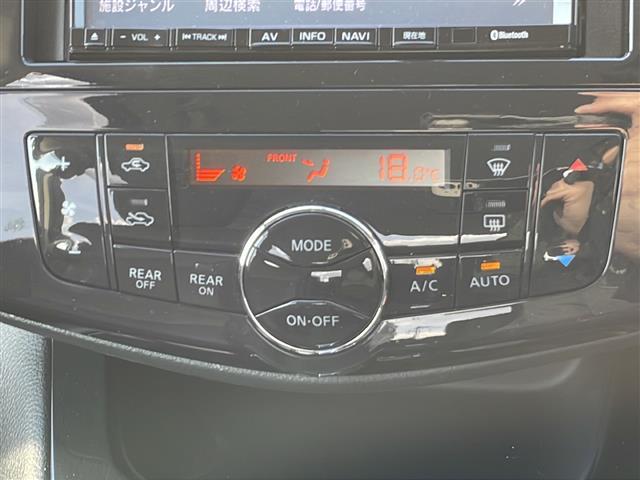 施設ジャンル 周辺検索 電話/郵便番号
− VOL + TRACK AV INFO NAVI 現在地 Bluetooth
FRONT 18.0℃
MODE
REAR OFF REAR ON A/C AUTO
ON·OFF